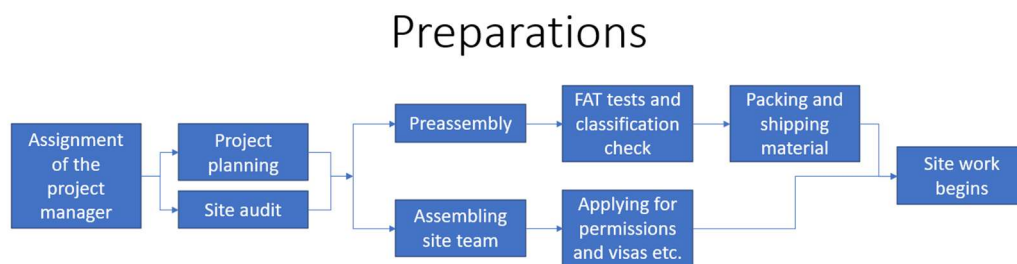 Preparations
Assignment
of the
project
manager
Project
planning
Site audit
Preassembly
FAT tests and
classification
check
Packing and
shipping
material
Assembling
site team
Applying for
permissions
and visas etc.
Site work
begins